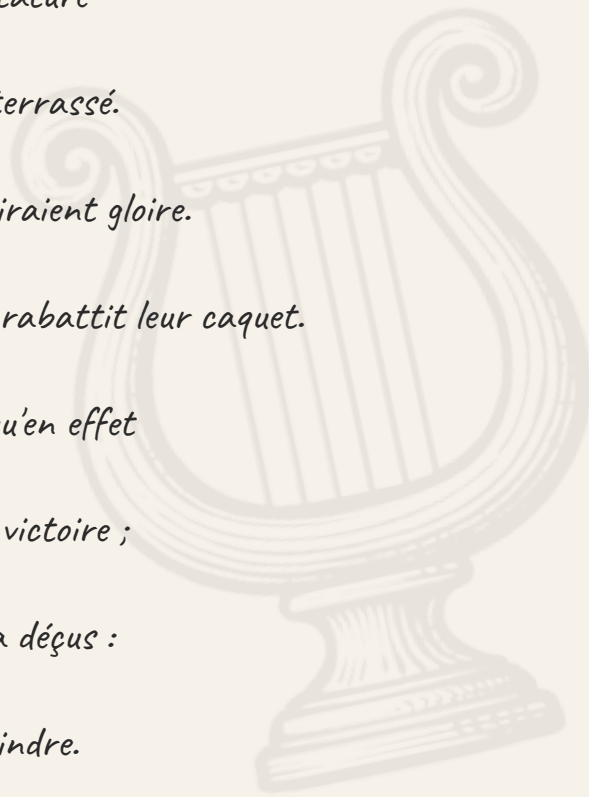 terrassé.
iraient gloire.
rabattit leur caquet.
u'en effet
victoire ;
a déçus :
indre.